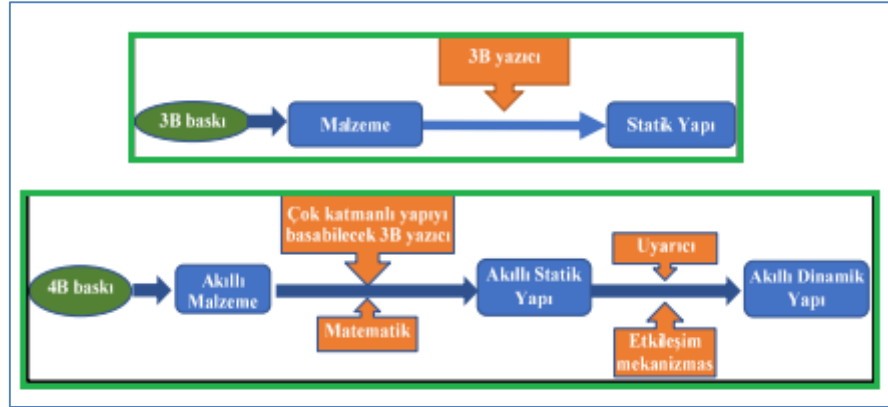 3B yazıcı
3B baskı
Malzeme
Statik Yapı
Çok katmanlı yapıyı
basabilecek 3B yazıcı
Uyarıcı
4B baskı
Akıllı
Malzeme
Akıllı Statik
Yapı
Akıllı Dinamik
Yapı
Matematik
Etkileşim
mekanizmas